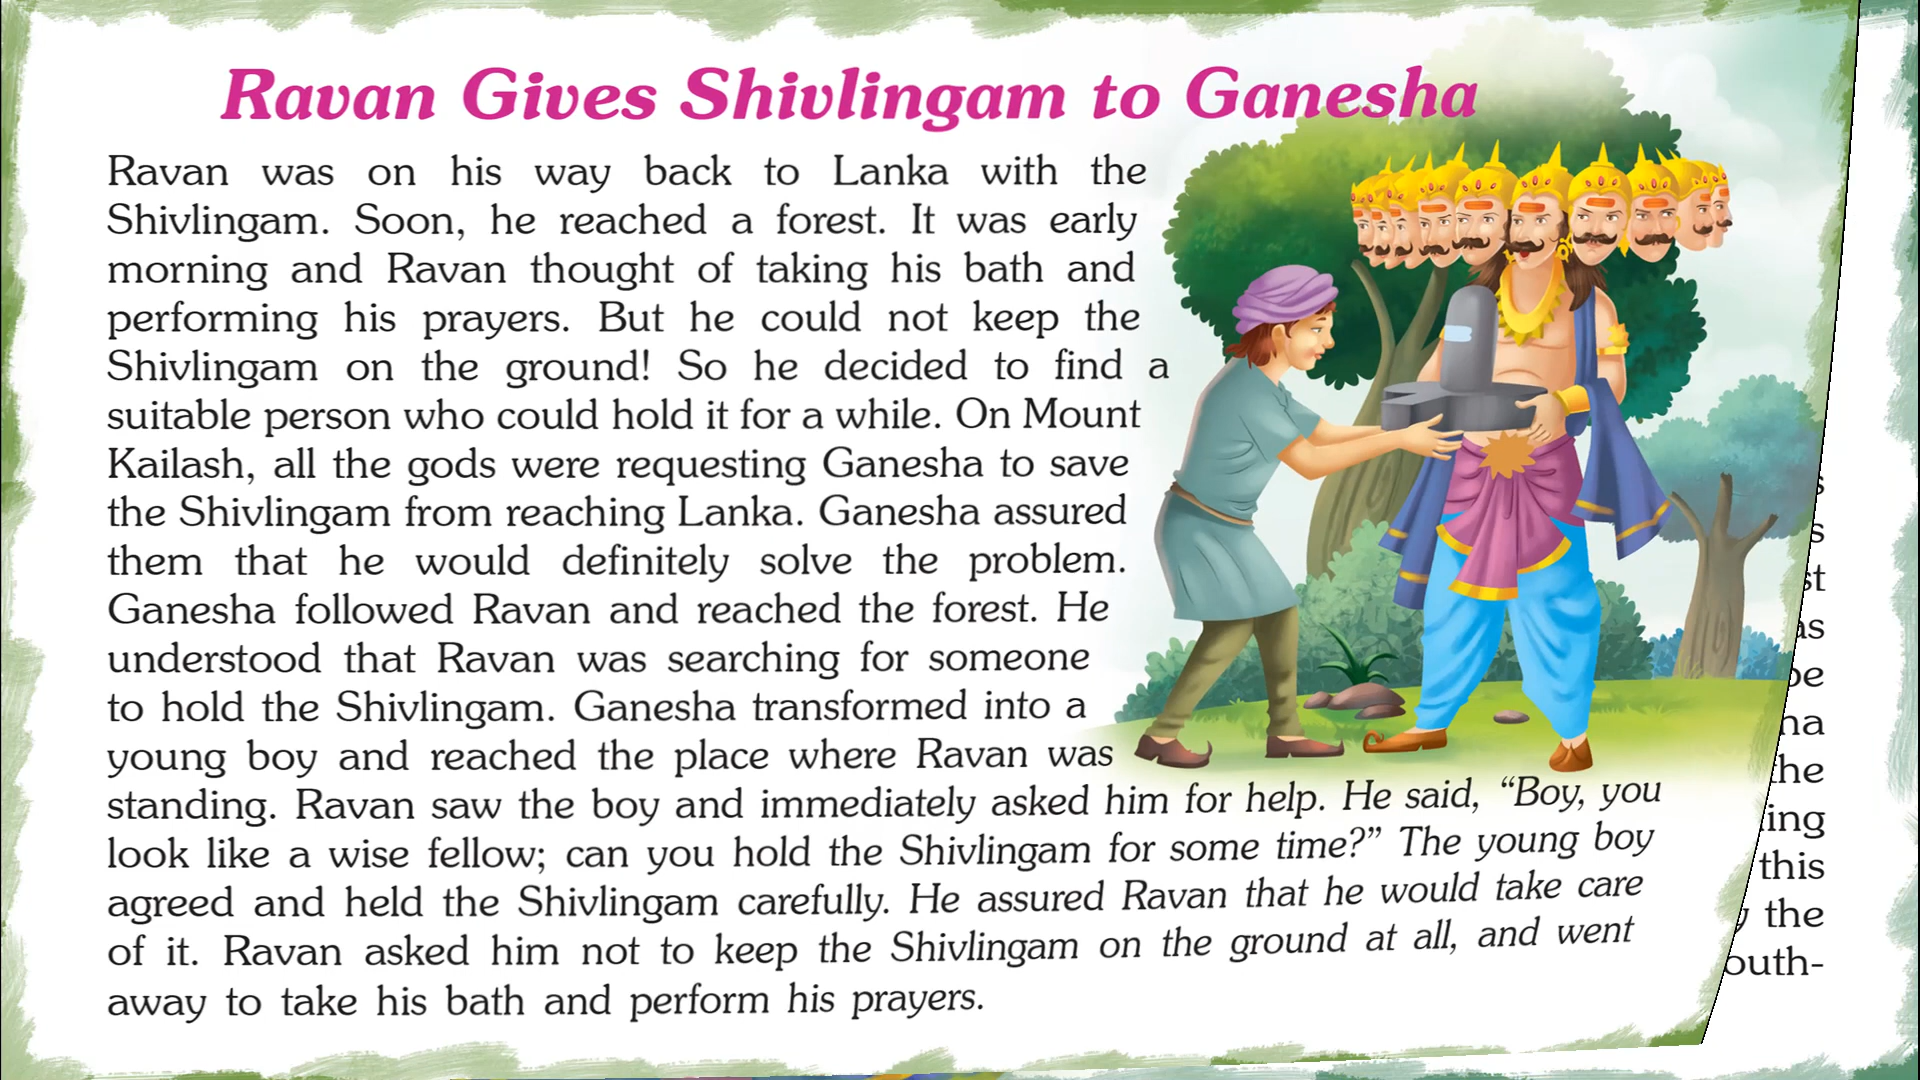 Ravan Gives Shivlingam to Ganesha
Ravan was on his way back to Lanka with the
Shivlingam. Soon, he reached a forest. It was early
morning and Ravan thought of taking his bath and
performing his prayers. But he could not keep the
Shivlingam on the ground! So he decided to find a
suitable person who could hold it for a while. On Mount
Kailash, all the gods were requesting Ganesha to save
the Shivlingam from reaching Lanka. Ganesha assured
them that he would definitely solve the problem.
Ganesha followed Ravan and reached the forest. He
understood that Ravan was searching for someone
to hold the Shivlingam. Ganesha transformed into a
young boy and reached the place where Ravan was
standing. Ravan saw the boy and immediately asked him for help. He said, “Boy, you
look like a wise fellow; can you hold the Shivlingam for some time?” The young boy
agreed and held the Shivlingam carefully. He assured Ravan that he would take care
of it. Ravan asked him not to keep the Shivlingam on the ground at all, and went
away to take his bath and perform his prayers.
this
the